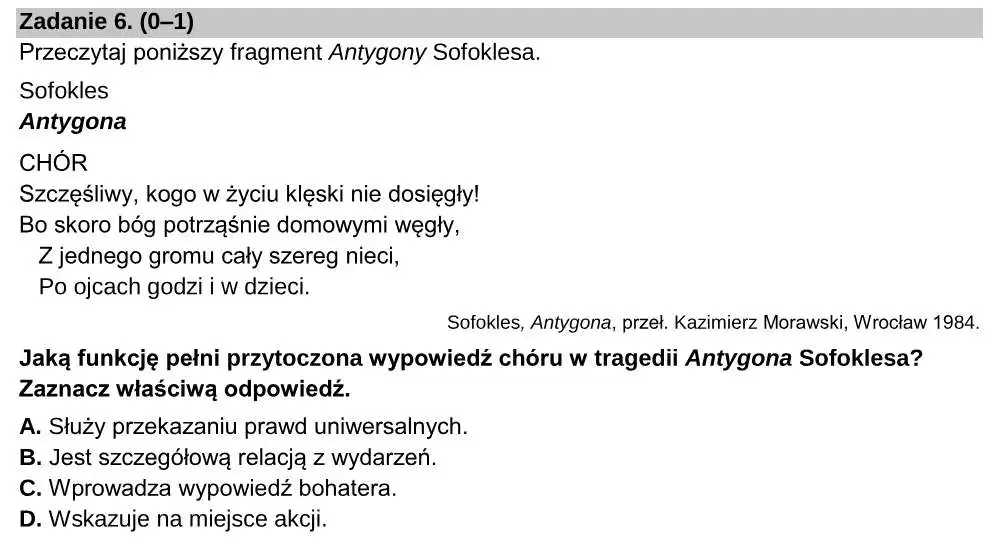 Zadanie 6. (0–1)
Przeczytaj poniższy fragment Antygony Sofoklesa.
Sofokles
Antygona
CHÓR
Szczęśliwy, kogo w życiu klęski nie dosięgły!
Bo skoro bóg potrząśnie domowymi węgły,
Z jednego gromu cały szereg nieci,
Po ojcach godzi i w dzieci.
Sofokles, Antygona, przeł. Kazimierz Morawski, Wrocław 1984.
Jaką funkcję pełni przytoczona wypowiedź chóru w tragedii Antygona Sofoklesa?
Zaznacz właściwą odpowiedź.
A. Służy przekazaniu prawd uniwersalnych.
B. Jest szczegółową relacją z wydarzeń.
C. Wprowadza wypowiedź bohatera.
D. Wskazuje na miejsce akcji.